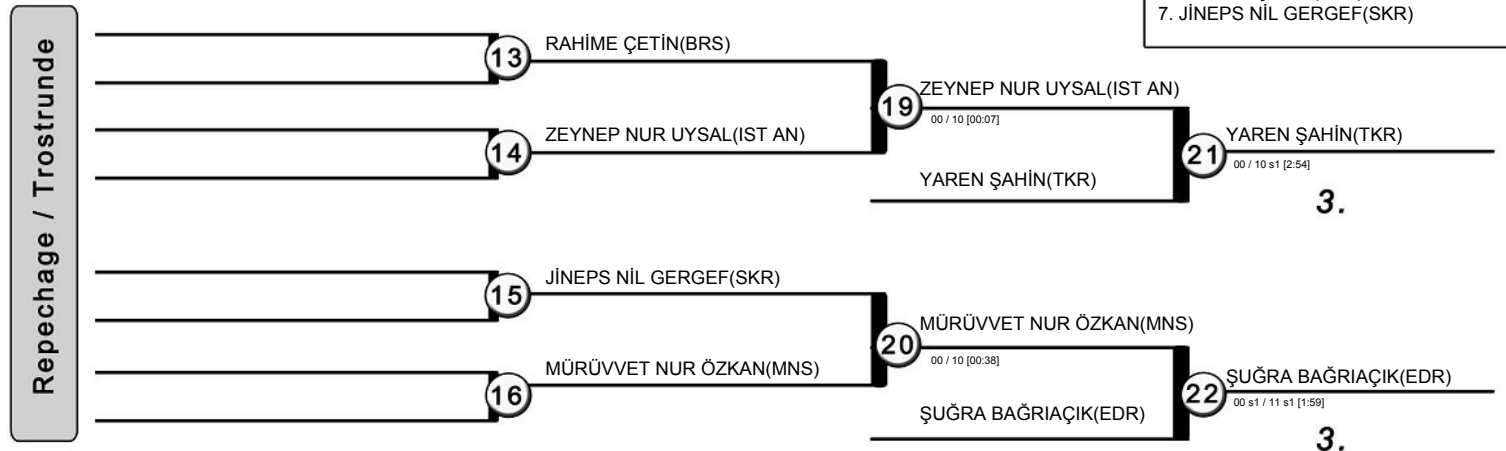 7. JİNEPS NİL GERGEF(SKR)
Repechage / Trostrunde
13
RAHİME ÇETİN(BRS)
14
ZEYNEP NUR UYSAL(IST AN)
19
ZEYNEP NUR UYSAL(IST AN)
00 / 10 [00:07]
YAREN ŞAHİN(TKR)
21
YAREN ŞAHİN(TKR)
00 / 10 s1 [2:54]
3.
15
JİNEPS NİL GERGEF(SKR)
16
MÜRÜVVET NUR ÖZKAN(MNS)
20
MÜRÜVVET NUR ÖZKAN(MNS)
00 / 10 [00:38]
ŞUĞRA BAĞRIAÇIK(EDR)
22
ŞUĞRA BAĞRIAÇIK(EDR)
00 s1 / 11 s1 [1:59]
3.